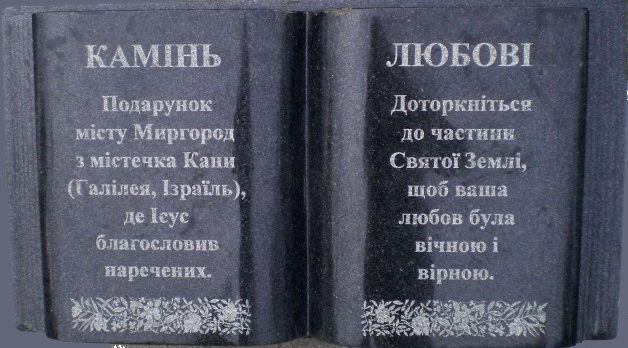 КАМІНЬ
Подарунок
місту Миргород
з містечка Кани
(Галілея, Ізраїль),
де Ісус
благословив
наречених.
ЛЮБОВІ
Доторкніться
до частини
Святої Землі,
щоб ваша
любов була
вічною і
вірною.